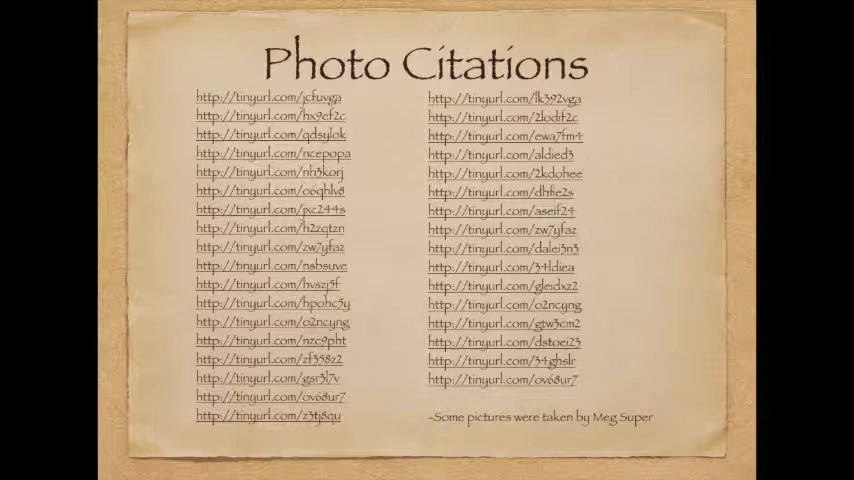 Photo Citations
http://tinyurl.com/jcfuvga
http://tinyurl.com/hx9ef2c
http://tinyurl.com/qdsylok
http://tinyurl.com/ncepopa
http://tinyurl.com/nh3korj
http://tinyurl.com/o6qhlv8
http://tinyurl.com/jxc244s
http://tinyurl.com/h2zqtzn
http://tinyurl.com/zw7yfaz
http://tinyurl.com/nsbsuve
http://tinyurl.com/hvszj5f
http://tinyurl.com/hpohc5y
http://tinyurl.com/o2ncyng
http://tinyurl.com/nzc9pht
http://tinyurl.com/zf358z2
http://tinyurl.com/gsr3l7v
http://tinyurl.com/ov68ur7
http://tinyurl.com/z3tj8qu
http://tinyurl.com/lk392vga
http://tinyurl.com/2lodif2c
http://tinyurl.com/ewa7fm4
http://tinyurl.com/aldied3
http://tinyurl.com/2kdohee
http://tinyurl.com/dhfie2s
http://tinyurl.com/aseif24
http://tinyurl.com/zw7yfaz
http://tinyurl.com/dalei3n3
http://tinyurl.com/34ldiea
http://tinyurl.com/gleidxz2
http://tinyurl.com/o2ncyng
http://tinyurl.com/gtw3cm2
http://tinyurl.com/dstoei23
http://tinyurl.com/34ghslr
http://tinyurl.com/ov68ur7
-Some pictures were taken by Meg Super